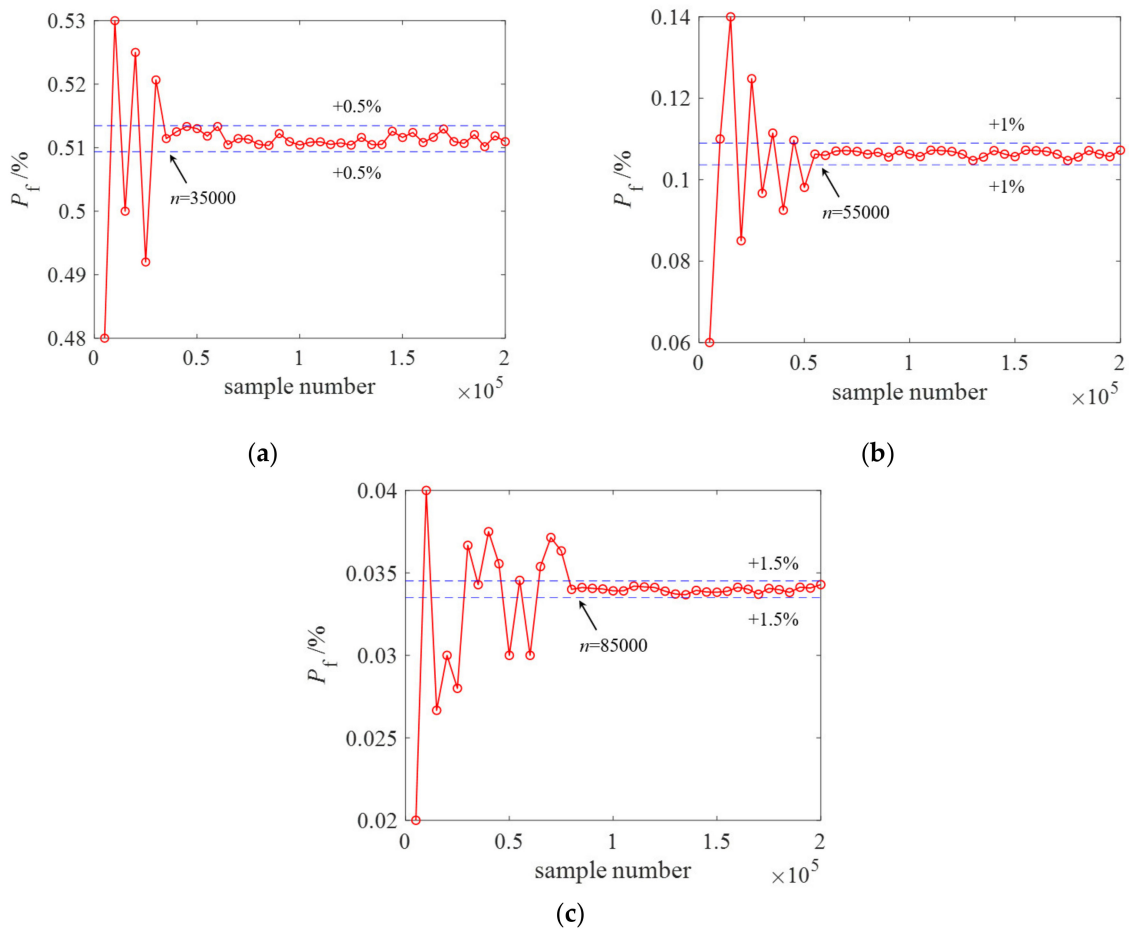 0.53
0.52
0.51
0.5
0.49
0.48
P_f /%
+0.5%
+0.5%
n=35000
0 0.5 1 1.5 2
sample number ×10^5
(a)
0.14
0.12
0.1
0.08
0.06
P_f /%
+1%
+1%
n=55000
0 0.5 1 1.5 2
sample number ×10^5
(b)
0.04
0.035
0.03
0.025
0.02
P_f /%
+1.5%
+1.5%
n=85000
0 0.5 1 1.5 2
sample number ×10^5
(c)